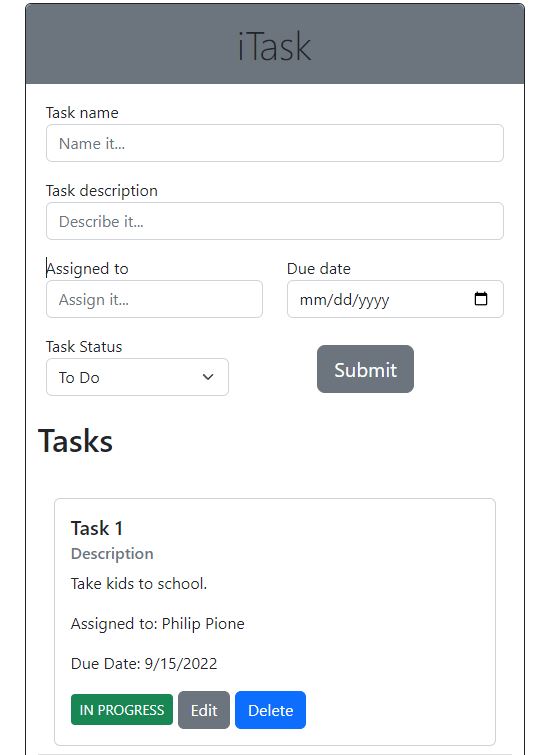 iTask
Task name
Name it...
Task description
Describe it...
Assigned to
Due date
Assign it...
mm/dd/yyyy
Task Status
To Do
Submit
Tasks
Task 1
Description
Take kids to school.
Assigned to: Philip Pione
Due Date: 9/15/2022
IN PROGRESS
Edit
Delete